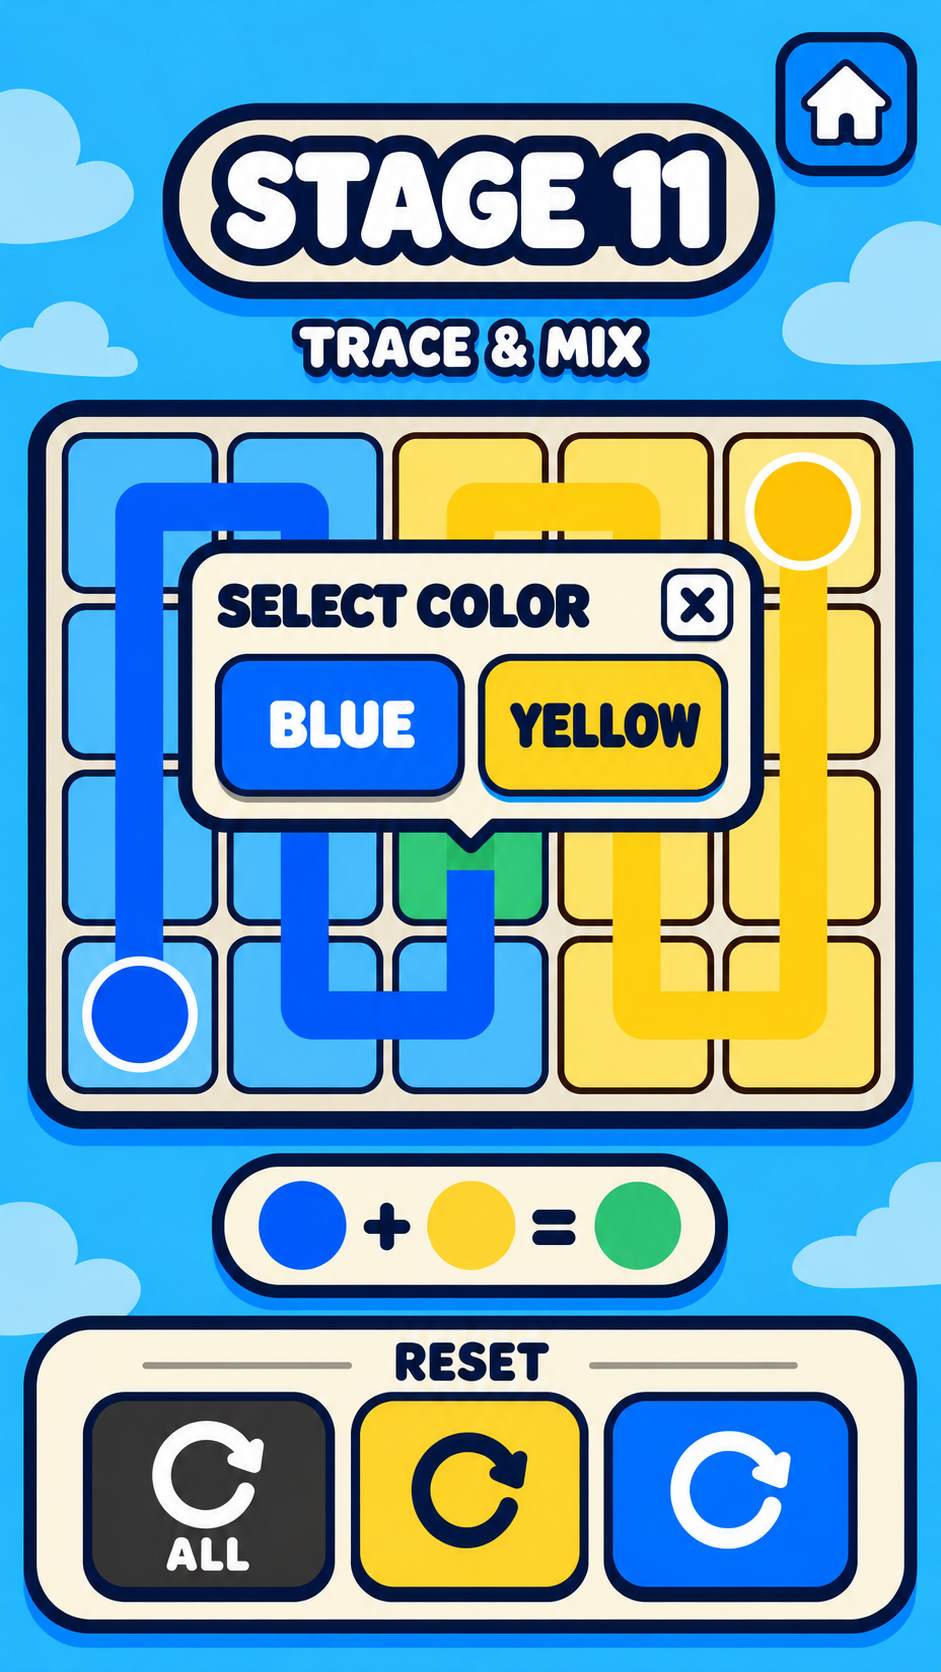 STAGE 11
TRACE & MIX
SELECT COLOR
BLUE
YELLOW
+ =
RESET
ALL